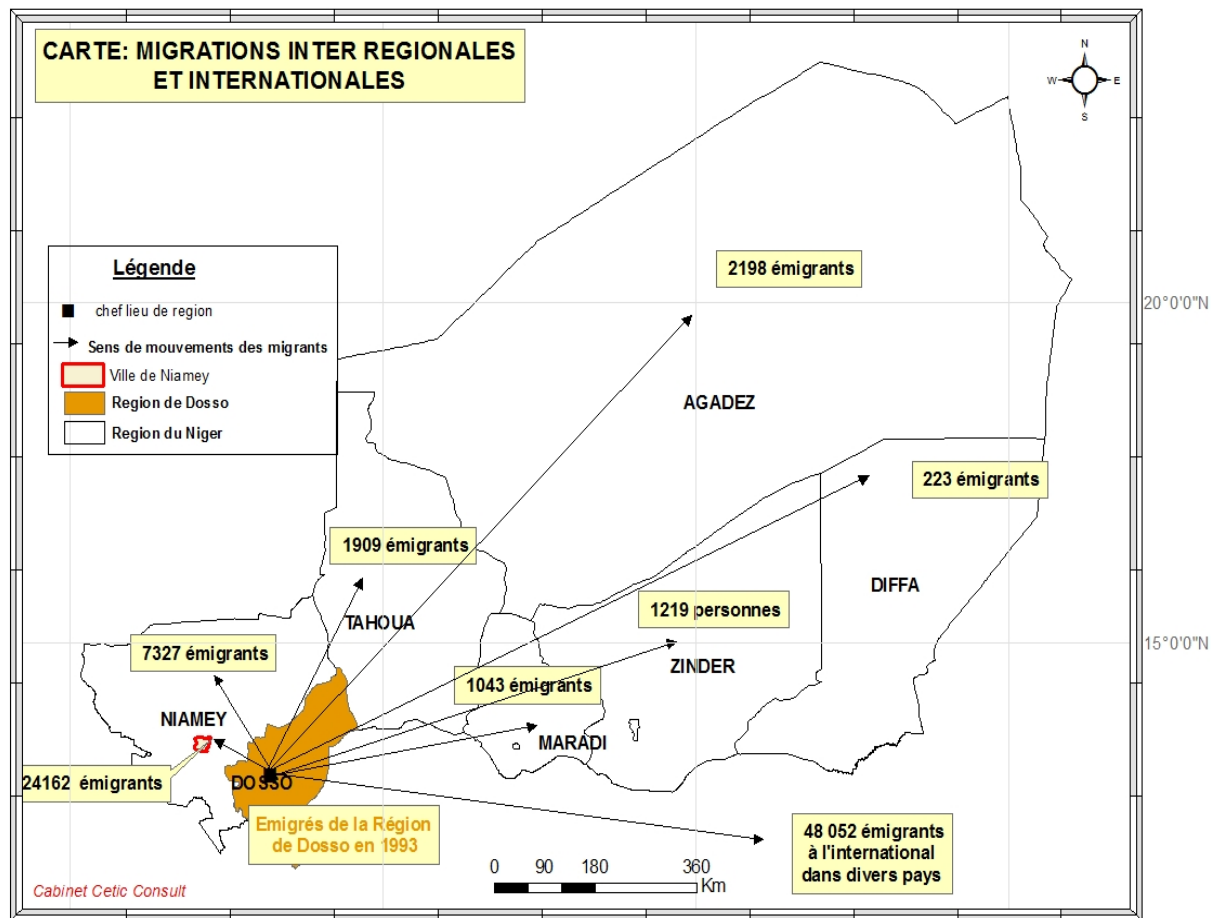 CARTE: MIGRATIONS INTER REGIONALES
ET INTERNATIONALES
N
W
E
S
Légende
chef lieu de region
Sens de mouvements des migrants
Ville de Niamey
Region de Dosso
Region du Niger
2198 émigrants
20°0'0"N
AGADEZ
223 émigrants
1909 émigrants
DIFFA
1219 personnes
TAHOUA
15°0'0"N
7327 émigrants
ZINDER
1043 émigrants
NIAMEY
MARADI
24162 émigrants
DOSSO
Emigrés de la Région
de Dosso en 1993
48 052 émigrants
à l'international
dans divers pays
0 90 180 360
Km
Cabinet Cetic Consult